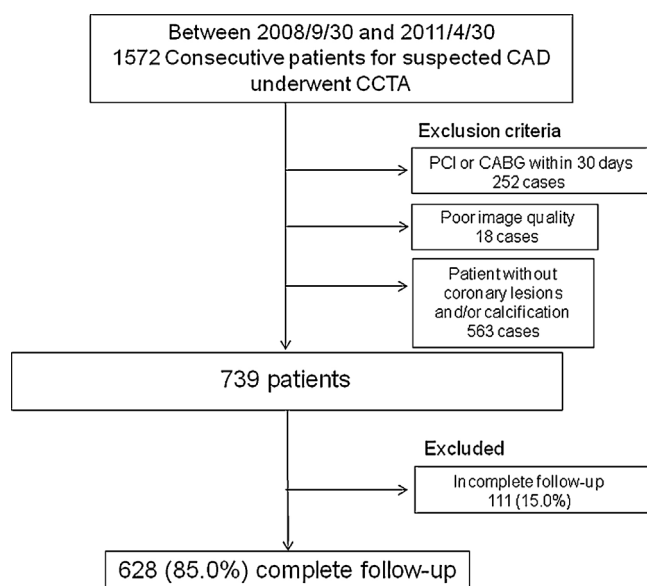 Between 2008/9/30 and 2011/4/30
1572 Consecutive patients for suspected CAD
underwent CCTA
Exclusion criteria
PCI or CABG within 30 days
252 cases
Poor image quality
18 cases
Patient without
coronary lesions
and/or calcification
563 cases
739 patients
Excluded
Incomplete follow-up
111 (15.0%)
628 (85.0%) complete follow-up